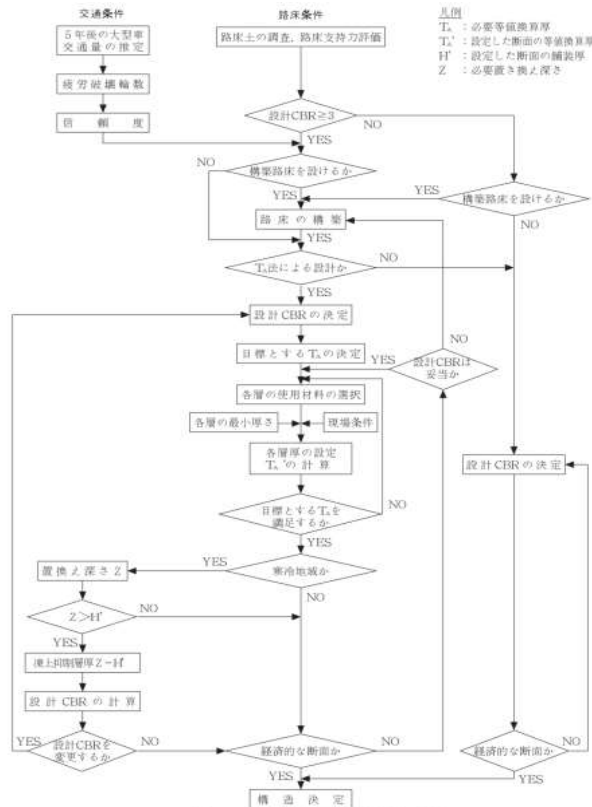 交通条件
路床条件
凡例
Tₐ：必要等値換算厚
Tₐ'：設定した断面の等値換算厚
H'：設定した断面の舗装厚
Z：必要置き換え深さ
5年後の大型車
交通量の推定
疲労破壊輪数
信頼度
路床土の調査、路床支持力評価
設計CBR≧3
NO
YES
NO
構築路床を設けるか
YES
YES
構築路床を設けるか
NO
路床の構築
YES
Tₐ法による設計か
NO
YES
設計CBRの決定
NO
目標とするTₐの決定
YES
設計CBRは
妥当か
各層の使用材料の選択
各層の最小厚さ
現場条件
各層厚の設定
Tₐ'の計算
設計CBRの決定
目標とするTₐを
満足するか
NO
YES
置換え深さZ
YES
寒冷地域か
NO
Z＞H'
NO
YES
凍上抑制層厚Z－H'
設計CBRの計算
YES
設計CBRを
変更するか
NO
経済的な断面か
NO
経済的な断面か
NO
YES
YES
構造決定